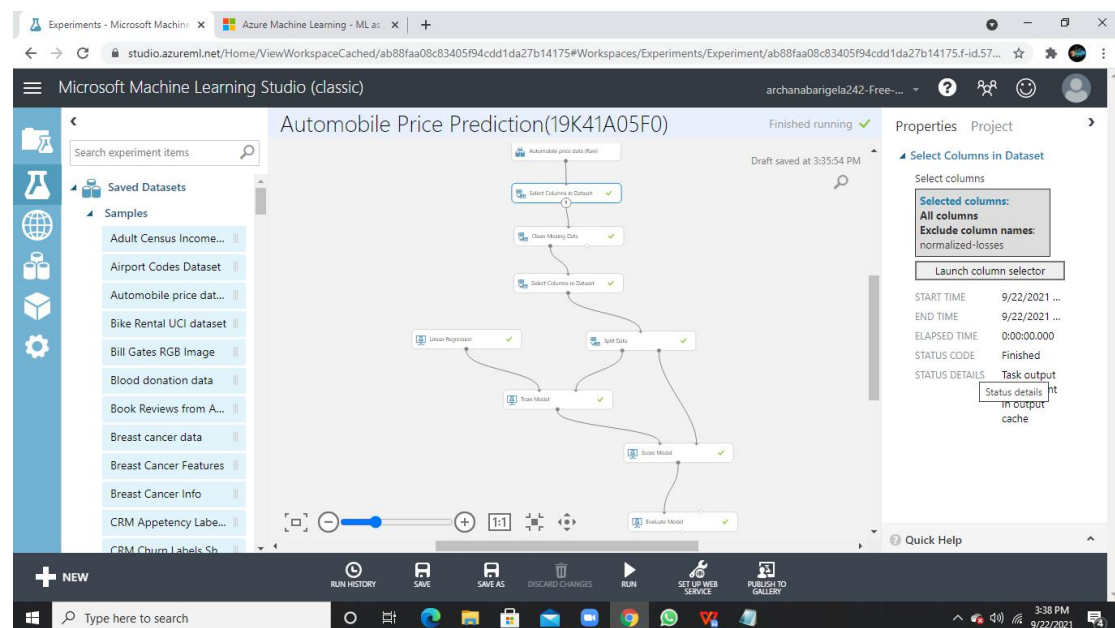 Experiments - Microsoft Machine
Azure Machine Learning - ML as
studio.azureml.net/Home/ViewWorkspaceCached/ab88faa08c83405f94cdd1da27b14175#Workspaces/Experiments/Experiment/ab88faa08c83405f94cdd1da27b14175.f-id.57...
Microsoft Machine Learning Studio (classic)
archanabarigela242-Free-...
Search experiment items
Saved Datasets
Samples
Adult Census Income...
Airport Codes Dataset
Automobile price dat...
Bike Rental UCI dataset
Bill Gates RGB Image
Blood donation data
Book Reviews from A...
Breast cancer data
Breast Cancer Features
Breast Cancer Info
CRM Appetency Labe...
CRM Churn Labels Sh...
Automobile Price Prediction(19K41A05F0)
Finished running
Draft saved at 3:35:54 PM
Automobile price data (Raw)
Select Columns in Dataset
1
Clean Missing Data
Select Columns in Dataset
Linear Regression
Split Data
Train Model
Score Model
Evaluate Model
1:1
Properties Project
Select Columns in Dataset
Select columns
Selected columns:
All columns
Exclude column names:
normalized-losses
Launch column selector
START TIME 9/22/2021 ...
END TIME 9/22/2021 ...
ELAPSED TIME 0:00:00.000
STATUS CODE Finished
STATUS DETAILS Task output
Status details
in output
cache
Quick Help
NEW
RUN HISTORY
SAVE
SAVE AS
DISCARD CHANGES
RUN
SET UP WEB
SERVICE
PUBLISH TO
GALLERY
Type here to search
3:38 PM
9/22/2021